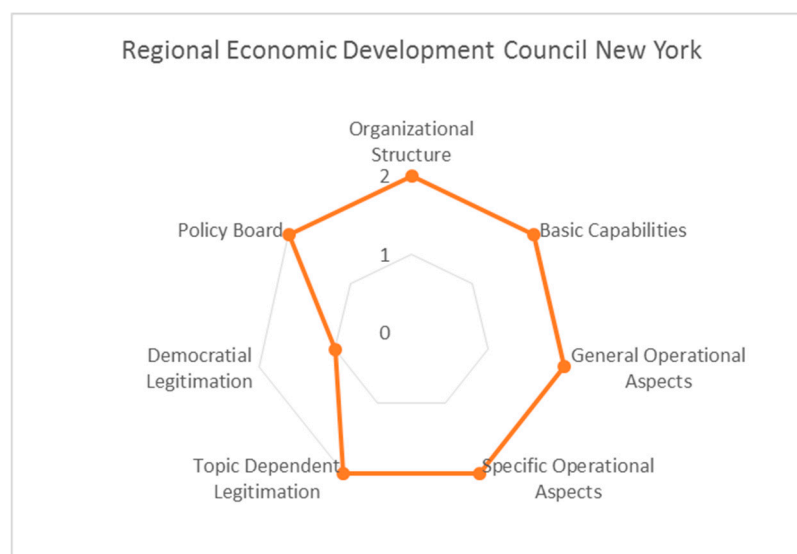 Regional Economic Development Council New York
Organizational
Structure
2
Policy Board
Basic Capabilities
1
0
Democratial
Legitimation
General Operational
Aspects
Topic Dependent
Legitimation
Specific Operational
Aspects